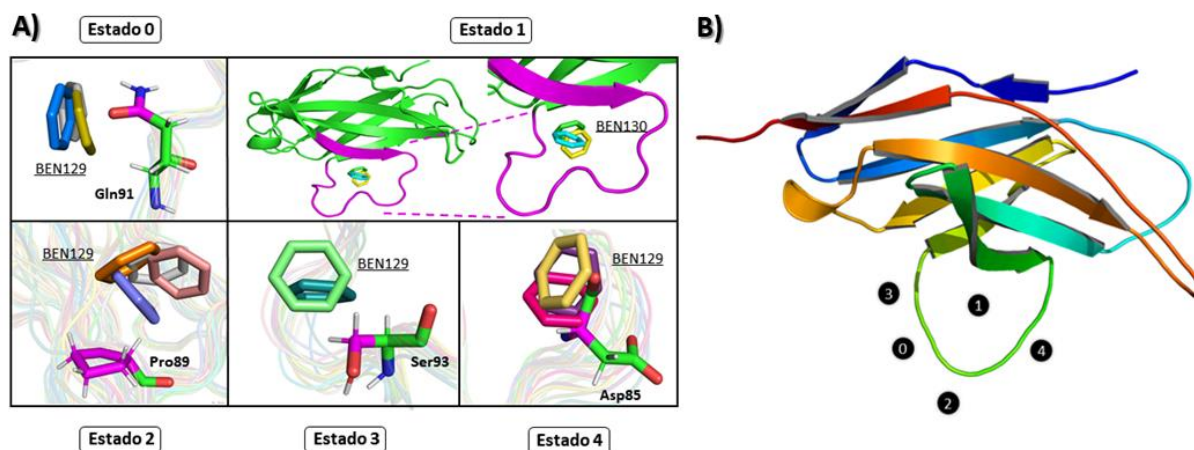 A)
Estado 0
Estado 1
B)
BEN129
Gln91
BEN130
BEN129
Pro89
BEN129
Ser93
BEN129
Asp85
Estado 2
Estado 3
Estado 4
3
1
0
4
2